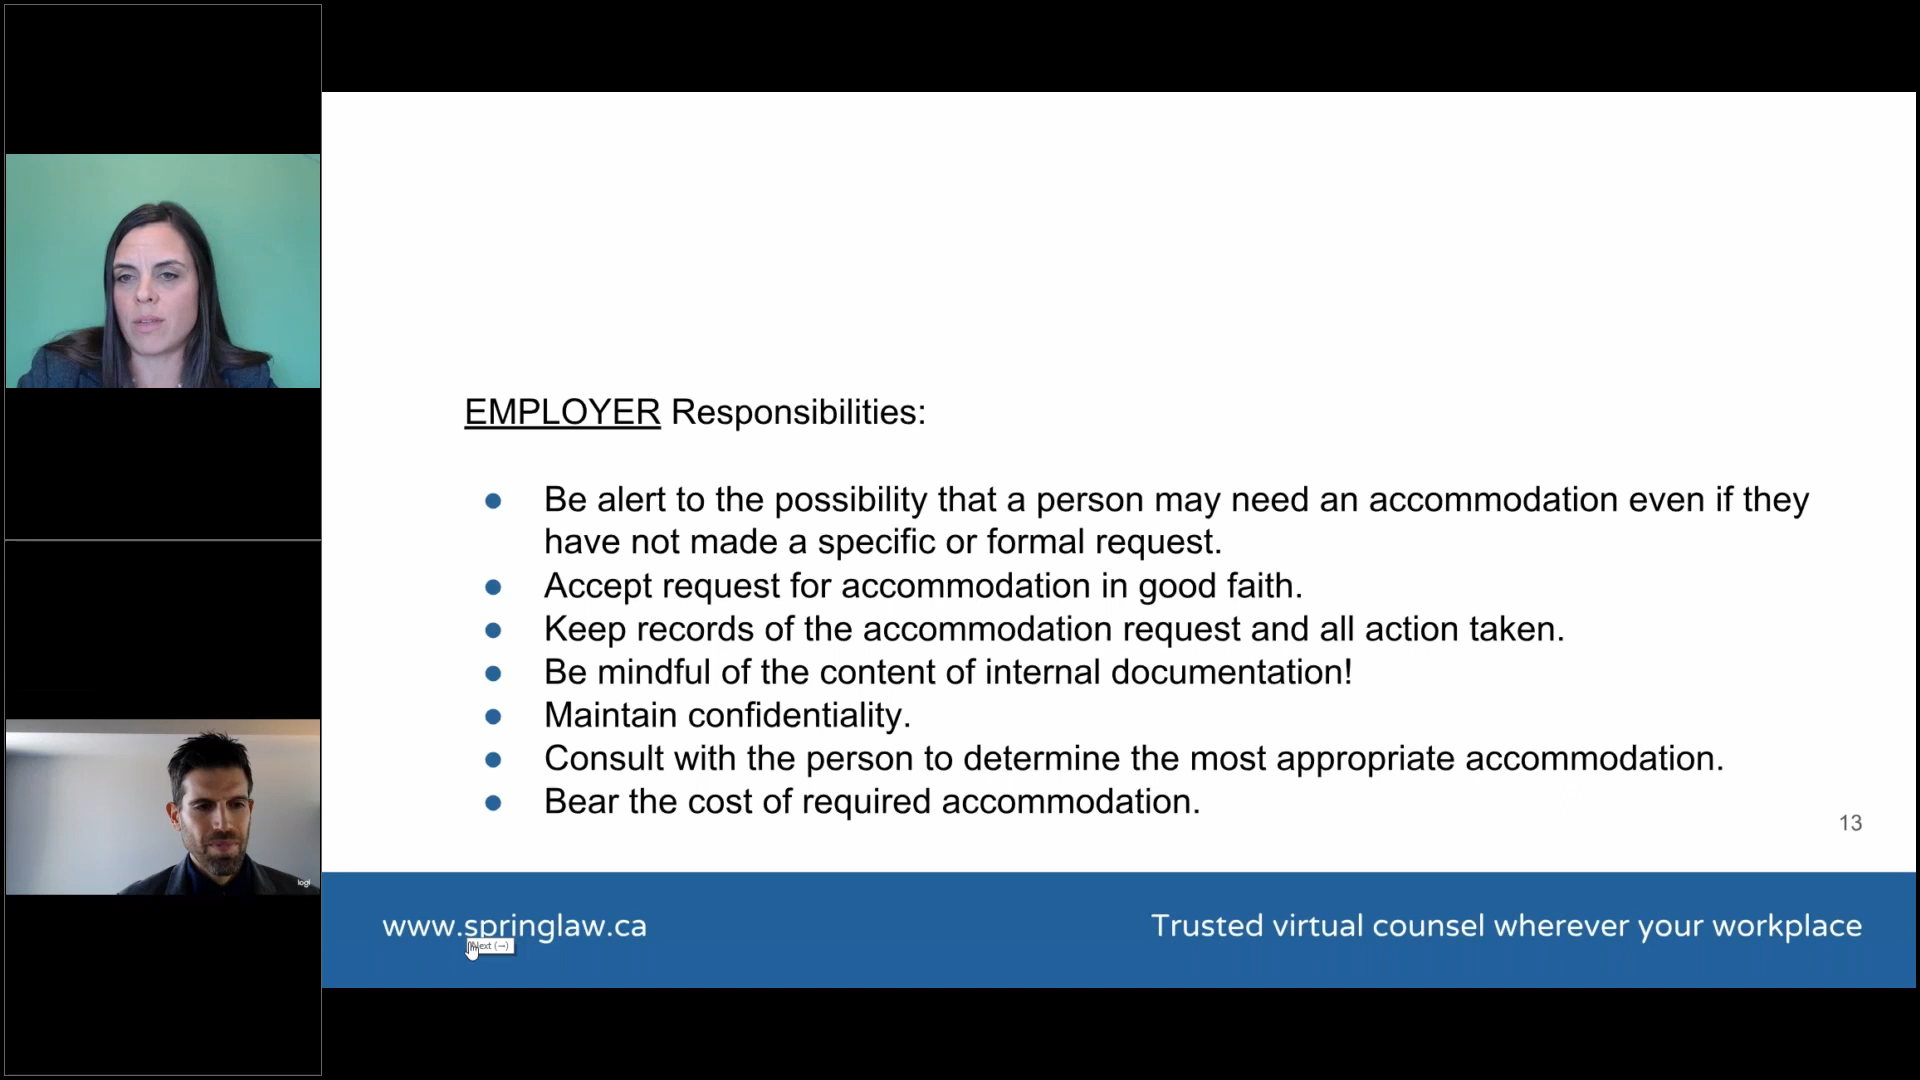 EMPLOYER Responsibilities:
● Be alert to the possibility that a person may need an accommodation even if they
have not made a specific or formal request.
● Accept request for accommodation in good faith.
● Keep records of the accommodation request and all action taken.
● Be mindful of the content of internal documentation!
● Maintain confidentiality.
● Consult with the person to determine the most appropriate accommodation.
● Bear the cost of required accommodation.
13
www.springlaw.ca
Trusted virtual counsel wherever your workplace
Next (→)
logi